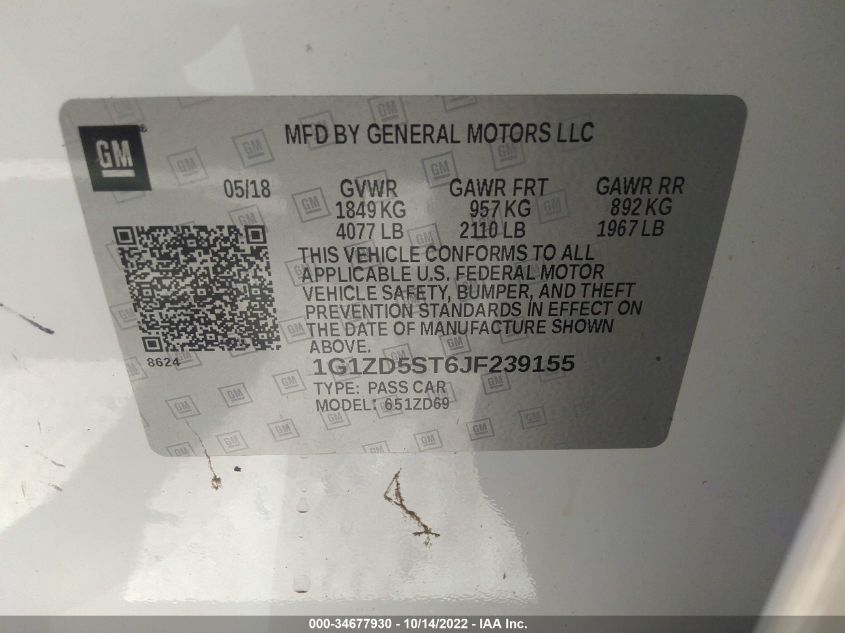 GM
MFD BY GENERAL MOTORS LLC
05/18 GVWR GAWR FRT GAWR RR
1849 KG 957 KG 892 KG
4077 LB 2110 LB 1967 LB
THIS VEHICLE CONFORMS TO ALL
APPLICABLE U.S. FEDERAL MOTOR
VEHICLE SAFETY, BUMPER, AND THEFT
PREVENTION STANDARDS IN EFFECT ON
THE DATE OF MANUFACTURE SHOWN
ABOVE.
8624
1G1ZD5ST6JF239155
TYPE: PASS CAR
MODEL: 651ZD69
000-34677930 - 10/14/2022 - IAA Inc.